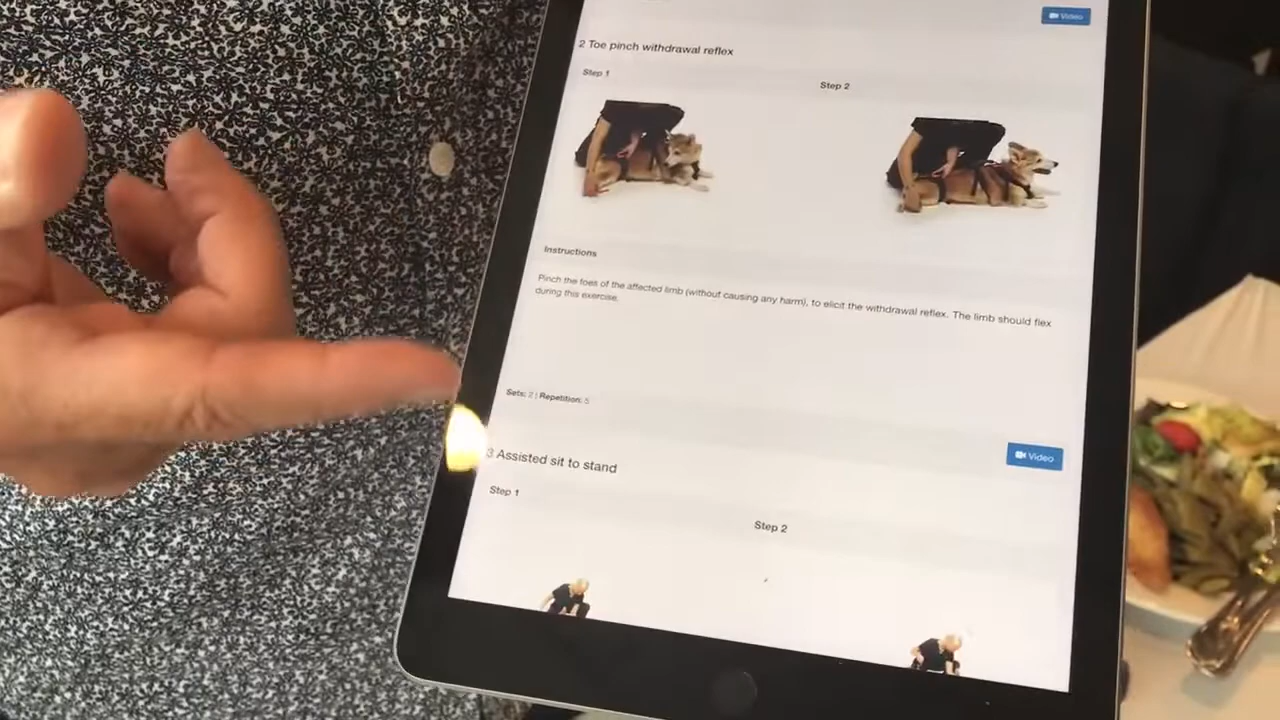 Video
2 Toe pinch withdrawal reflex
Step 1
Step 2
Instructions
Pinch the toes of the affected limb (without causing any harm), to elicit the withdrawal reflex. The limb should flex
during this exercise.
Sets: 2 | Repetition: 5
Video
3 Assisted sit to stand
Step 1
Step 2